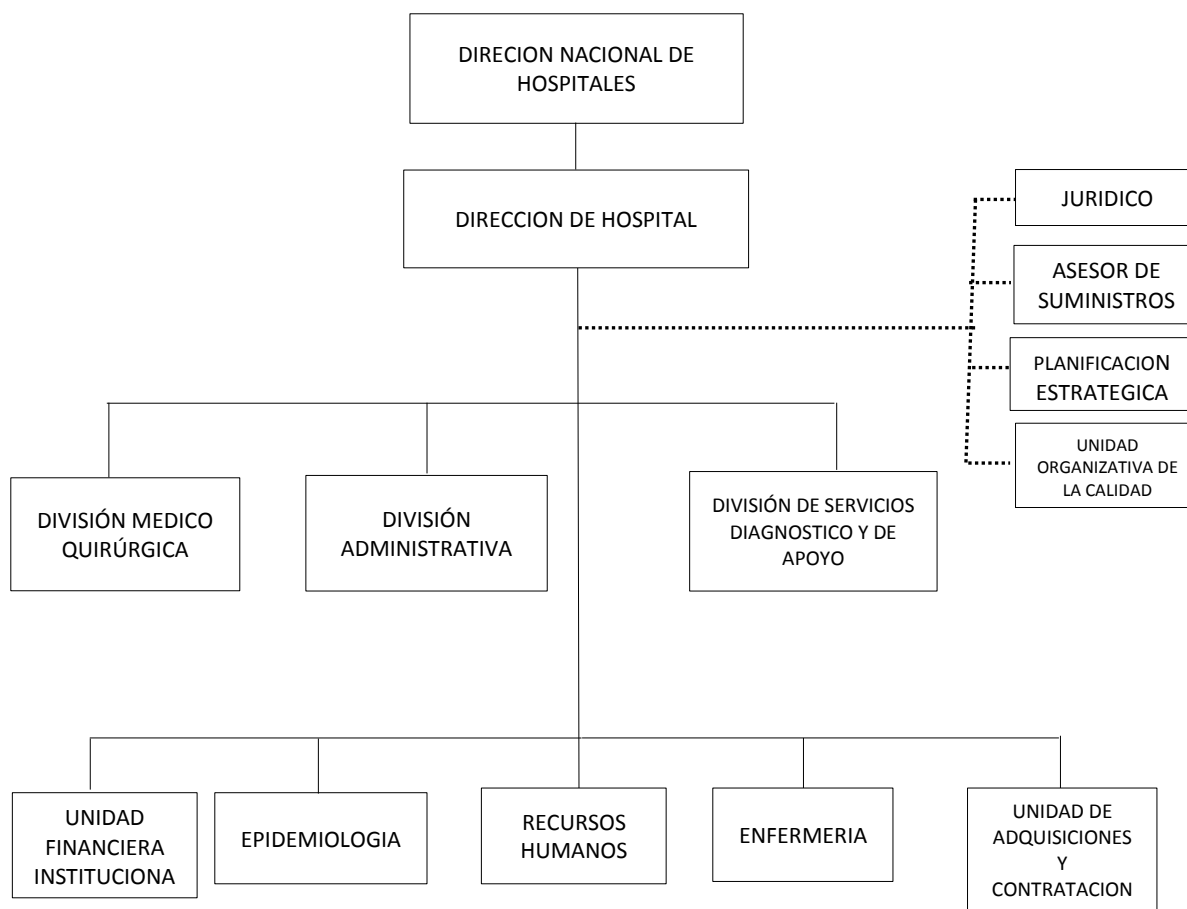 DIRECION NACIONAL DE
HOSPITALES
DIRECCION DE HOSPITAL
JURIDICO
ASESOR DE
SUMINISTROS
PLANIFICACION
ESTRATEGICA
UNIDAD
ORGANIZATIVA DE
LA CALIDAD
DIVISIÓN MEDICO
QUIRÚRGICA
DIVISIÓN
ADMINISTRATIVA
DIVISIÓN DE SERVICIOS
DIAGNOSTICO Y DE
APOYO
UNIDAD
FINANCIERA
INSTITUCIONA
EPIDEMIOLOGIA
RECURSOS
HUMANOS
ENFERMERIA
UNIDAD DE
ADQUISICIONES
Y
CONTRATACION